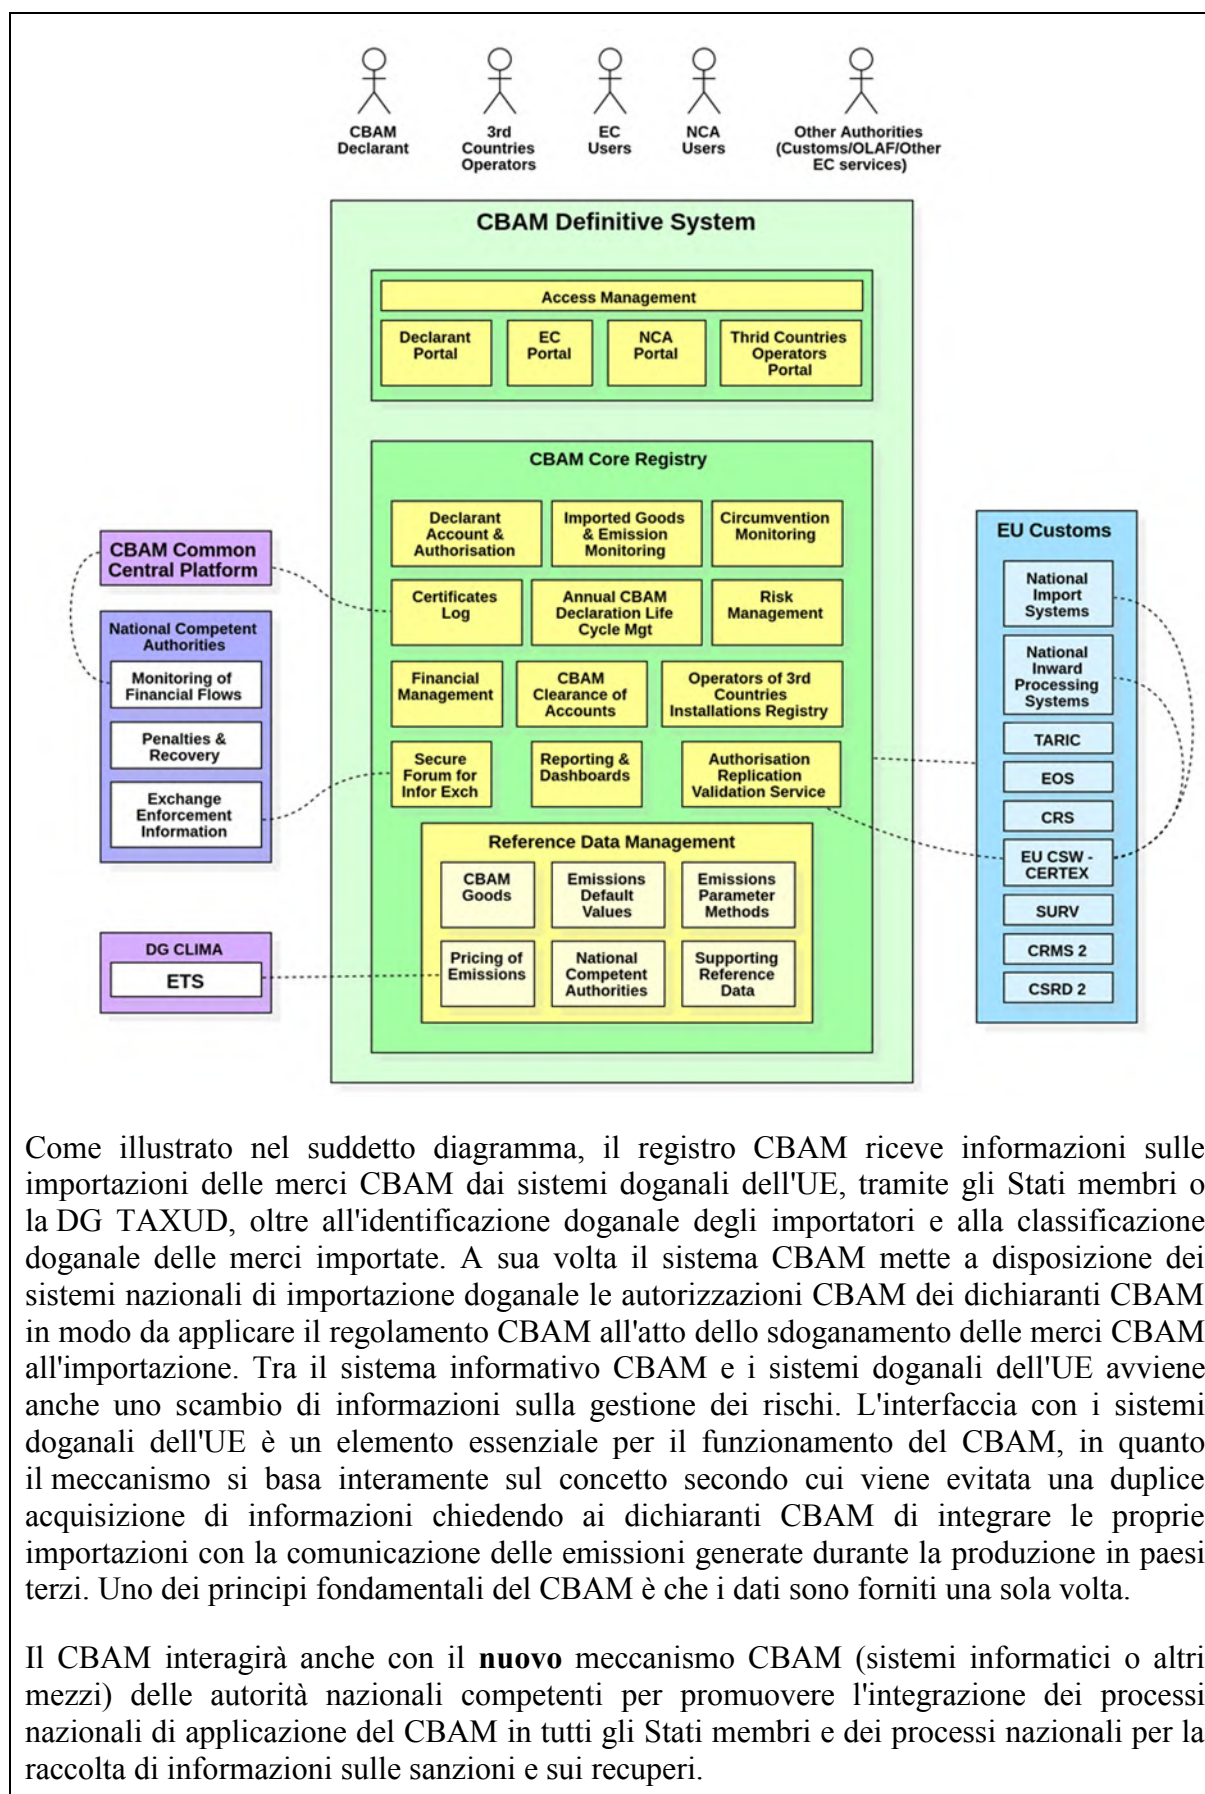 CBAM
Declarant
3rd
Countries
Operators
EC
Users
NCA
Users
Other Authorities
(Customs/OLAF/Other
EC services)
CBAM Definitive System
Access Management
Declarant
Portal
EC
Portal
NCA
Portal
Thrid Countries
Operators
Portal
CBAM Core Registry
Declarant
Account &
Authorisation
Imported Goods
& Emission
Monitoring
Circumvention
Monitoring
Certificates
Log
Annual CBAM
Declaration Life
Cycle Mgt
Risk
Management
Financial
Management
CBAM
Clearance of
Accounts
Operators of 3rd
Countries
Installations Registry
Secure
Forum for
Infor Exch
Reporting &
Dashboards
Authorisation
Replication
Validation Service
Reference Data Management
CBAM
Goods
Emissions
Default
Values
Emissions
Parameter
Methods
Pricing of
Emissions
National
Competent
Authorities
Supporting
Reference
Data
CBAM Common
Central Platform
National Competent
Authorities
Monitoring of
Financial Flows
Penalties &
Recovery
Exchange
Enforcement
Information
DG CLIMA
ETS
EU Customs
National
Import
Systems
National
Inward
Processing
Systems
TARIC
EOS
CRS
EU CSW -
CERTEX
SURV
CRMS 2
CSRD 2
Come illustrato nel suddetto diagramma, il registro CBAM riceve informazioni sulle
importazioni delle merci CBAM dai sistemi doganali dell'UE, tramite gli Stati membri o
la DG TAXUD, oltre all'identificazione doganale degli importatori e alla classificazione
doganale delle merci importate. A sua volta il sistema CBAM mette a disposizione dei
sistemi nazionali di importazione doganale le autorizzazioni CBAM dei dichiaranti CBAM
in modo da applicare il regolamento CBAM all'atto dello sdoganamento delle merci CBAM
all'importazione. Tra il sistema informativo CBAM e i sistemi doganali dell'UE avviene
anche uno scambio di informazioni sulla gestione dei rischi. L'interfaccia con i sistemi
doganali dell'UE è un elemento essenziale per il funzionamento del CBAM, in quanto
il meccanismo si basa interamente sul concetto secondo cui viene evitata una duplice
acquisizione di informazioni chiedendo ai dichiaranti CBAM di integrare le proprie
importazioni con la comunicazione delle emissioni generate durante la produzione in paesi
terzi. Uno dei principi fondamentali del CBAM è che i dati sono forniti una sola volta.
Il CBAM interagirà anche con il nuovo meccanismo CBAM (sistemi informatici o altri
mezzi) delle autorità nazionali competenti per promuovere l'integrazione dei processi
nazionali di applicazione del CBAM in tutti gli Stati membri e dei processi nazionali per la
raccolta di informazioni sulle sanzioni e sui recuperi.